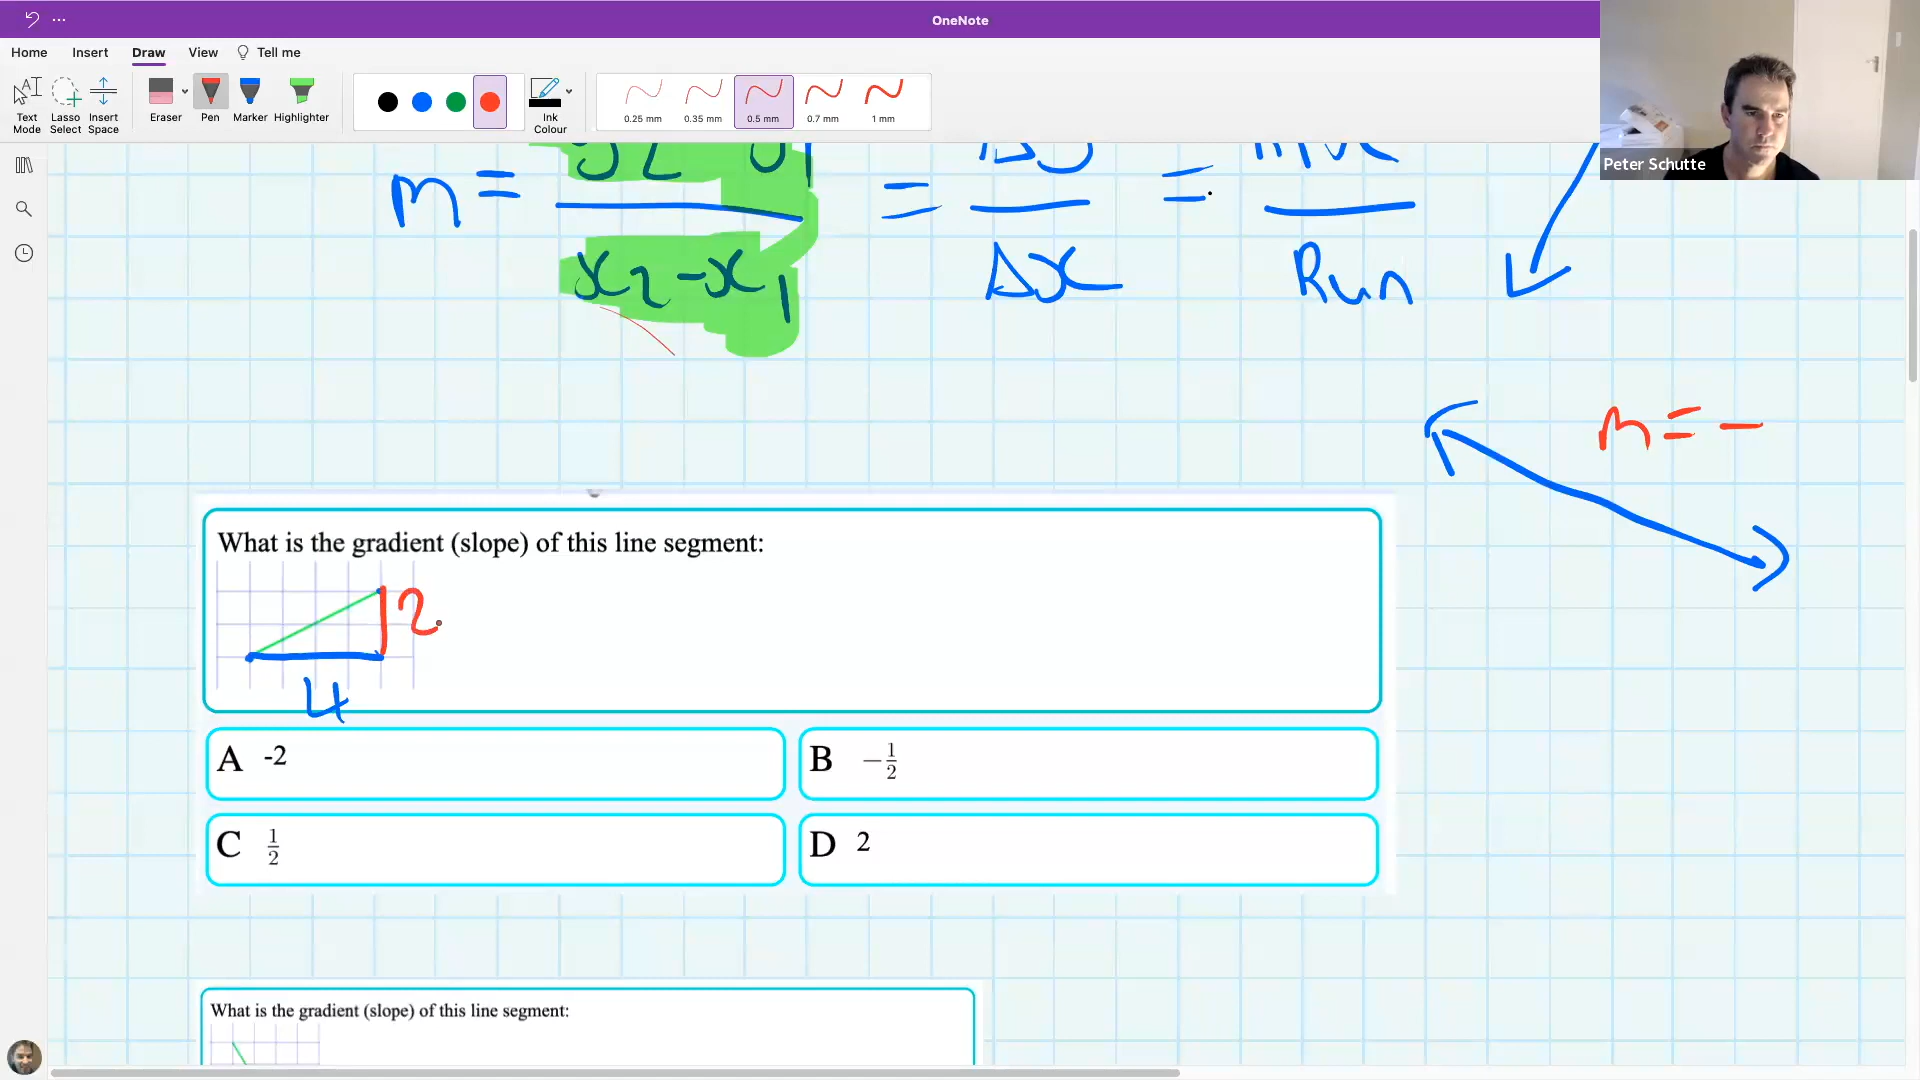 OneNote
Home Insert Draw View Tell me
Text Mode
Lasso Select
Insert Space
Eraser
Pen
Marker
Highlighter
Ink Colour
0.25 mm
0.35 mm
0.5 mm
0.7 mm
1 mm
Peter Schutte
m =
x2 - x1
=
Δx
=
Run
m = -
What is the gradient (slope) of this line segment:
2
4
A -2
B -1/2
C 1/2
D 2
What is the gradient (slope) of this line segment: